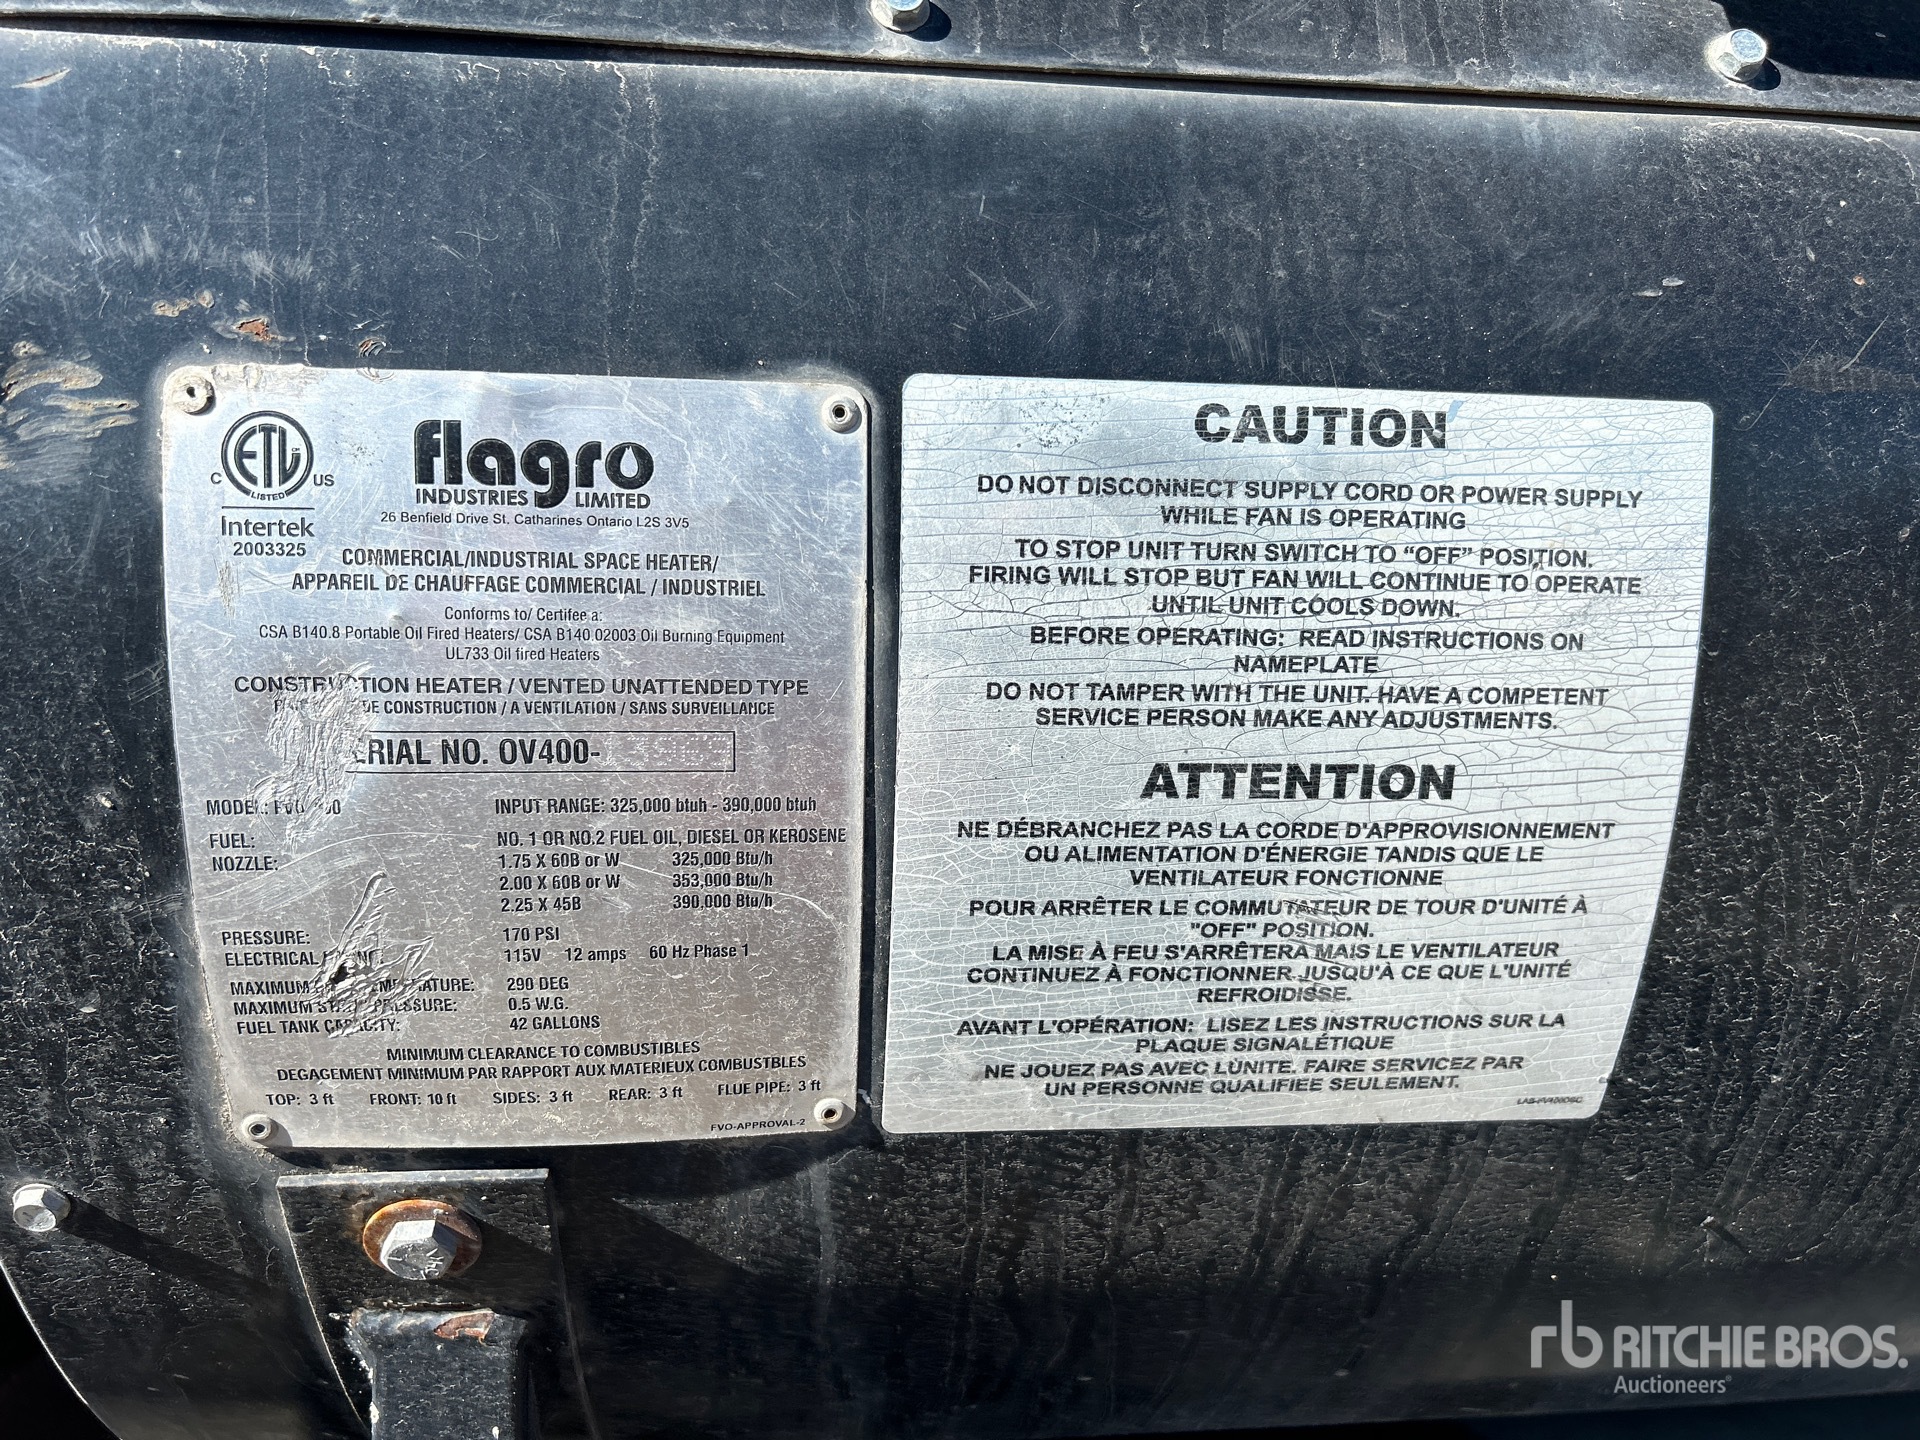 ETL
LISTED
C
US
Intertek
2003325
flagro
INDUSTRIES LIMITED
26 Benfield Drive St. Catharines Ontario L2S 3V5
COMMERCIAL/INDUSTRIAL SPACE HEATER/
APPAREIL DE CHAUFFAGE COMMERCIAL / INDUSTRIEL
Conforms to/ Certifee a:
CSA B140.8 Portable Oil Fired Heaters/ CSA B140.02003 Oil Burning Equipment
UL733 Oil fired Heaters
CONSTRUCTION HEATER / VENTED UNATTENDED TYPE
DE CONSTRUCTION / A VENTILATION / SANS SURVEILLANCE
SERIAL NO. OV400-
MODEL: INPUT RANGE: 325,000 btuh - 390,000 btuh
FUEL: NO. 1 OR NO.2 FUEL OIL, DIESEL OR KEROSENE
NOZZLE: 1.75 X 60B or W 325,000 Btu/h
2.00 X 60B or W 353,000 Btu/h
2.25 X 45B 390,000 Btu/h
PRESSURE: 170 PSI
ELECTRICAL 115V 12 amps 60 Hz Phase 1
MAXIMUM TEMPERATURE: 290 DEG
MAXIMUM PRESSURE: 0.5 W.G.
FUEL TANK CAPACITY: 42 GALLONS
MINIMUM CLEARANCE TO COMBUSTIBLES
DEGAGEMENT MINIMUM PAR RAPPORT AUX MATERIEUX COMBUSTBLES
TOP: 3 ft FRONT: 10 ft SIDES: 3 ft REAR: 3 ft FLUE PIPE: 3 ft
FVO-APPROVAL-2
CAUTION
DO NOT DISCONNECT SUPPLY CORD OR POWER SUPPLY
WHILE FAN IS OPERATING
TO STOP UNIT TURN SWITCH TO “OFF” POSITION.
FIRING WILL STOP BUT FAN WILL CONTINUE TO OPERATE
UNTIL UNIT COOLS DOWN.
BEFORE OPERATING: READ INSTRUCTIONS ON
NAMEPLATE
DO NOT TAMPER WITH THE UNIT. HAVE A COMPETENT
SERVICE PERSON MAKE ANY ADJUSTMENTS.
ATTENTION
NE DÉBRANCHEZ PAS LA CORDE D'APPROVISIONNEMENT
OU ALIMENTATION D'ÉNERGIE TANDIS QUE LE
VENTILATEUR FONCTIONNE
POUR ARRÊTER LE COMMUTATEUR DE TOUR D'UNITÉ À
"OFF" POSITION.
LA MISE À FEU S'ARRÊTERA MAIS LE VENTILATEUR
CONTINUEZ À FONCTIONNER JUSQU'À CE QUE L'UNITÉ
REFROIDISSE.
AVANT L'OPÉRATION: LISEZ LES INSTRUCTIONS SUR LA
PLAQUE SIGNALÉTIQUE
NE JOUEZ PAS AVEC LÙNITE. FAIRE SERVICEZ PAR
UN PERSONNE QUALIFIEE SEULEMENT.
rb RITCHIE BROS.
Auctioneers